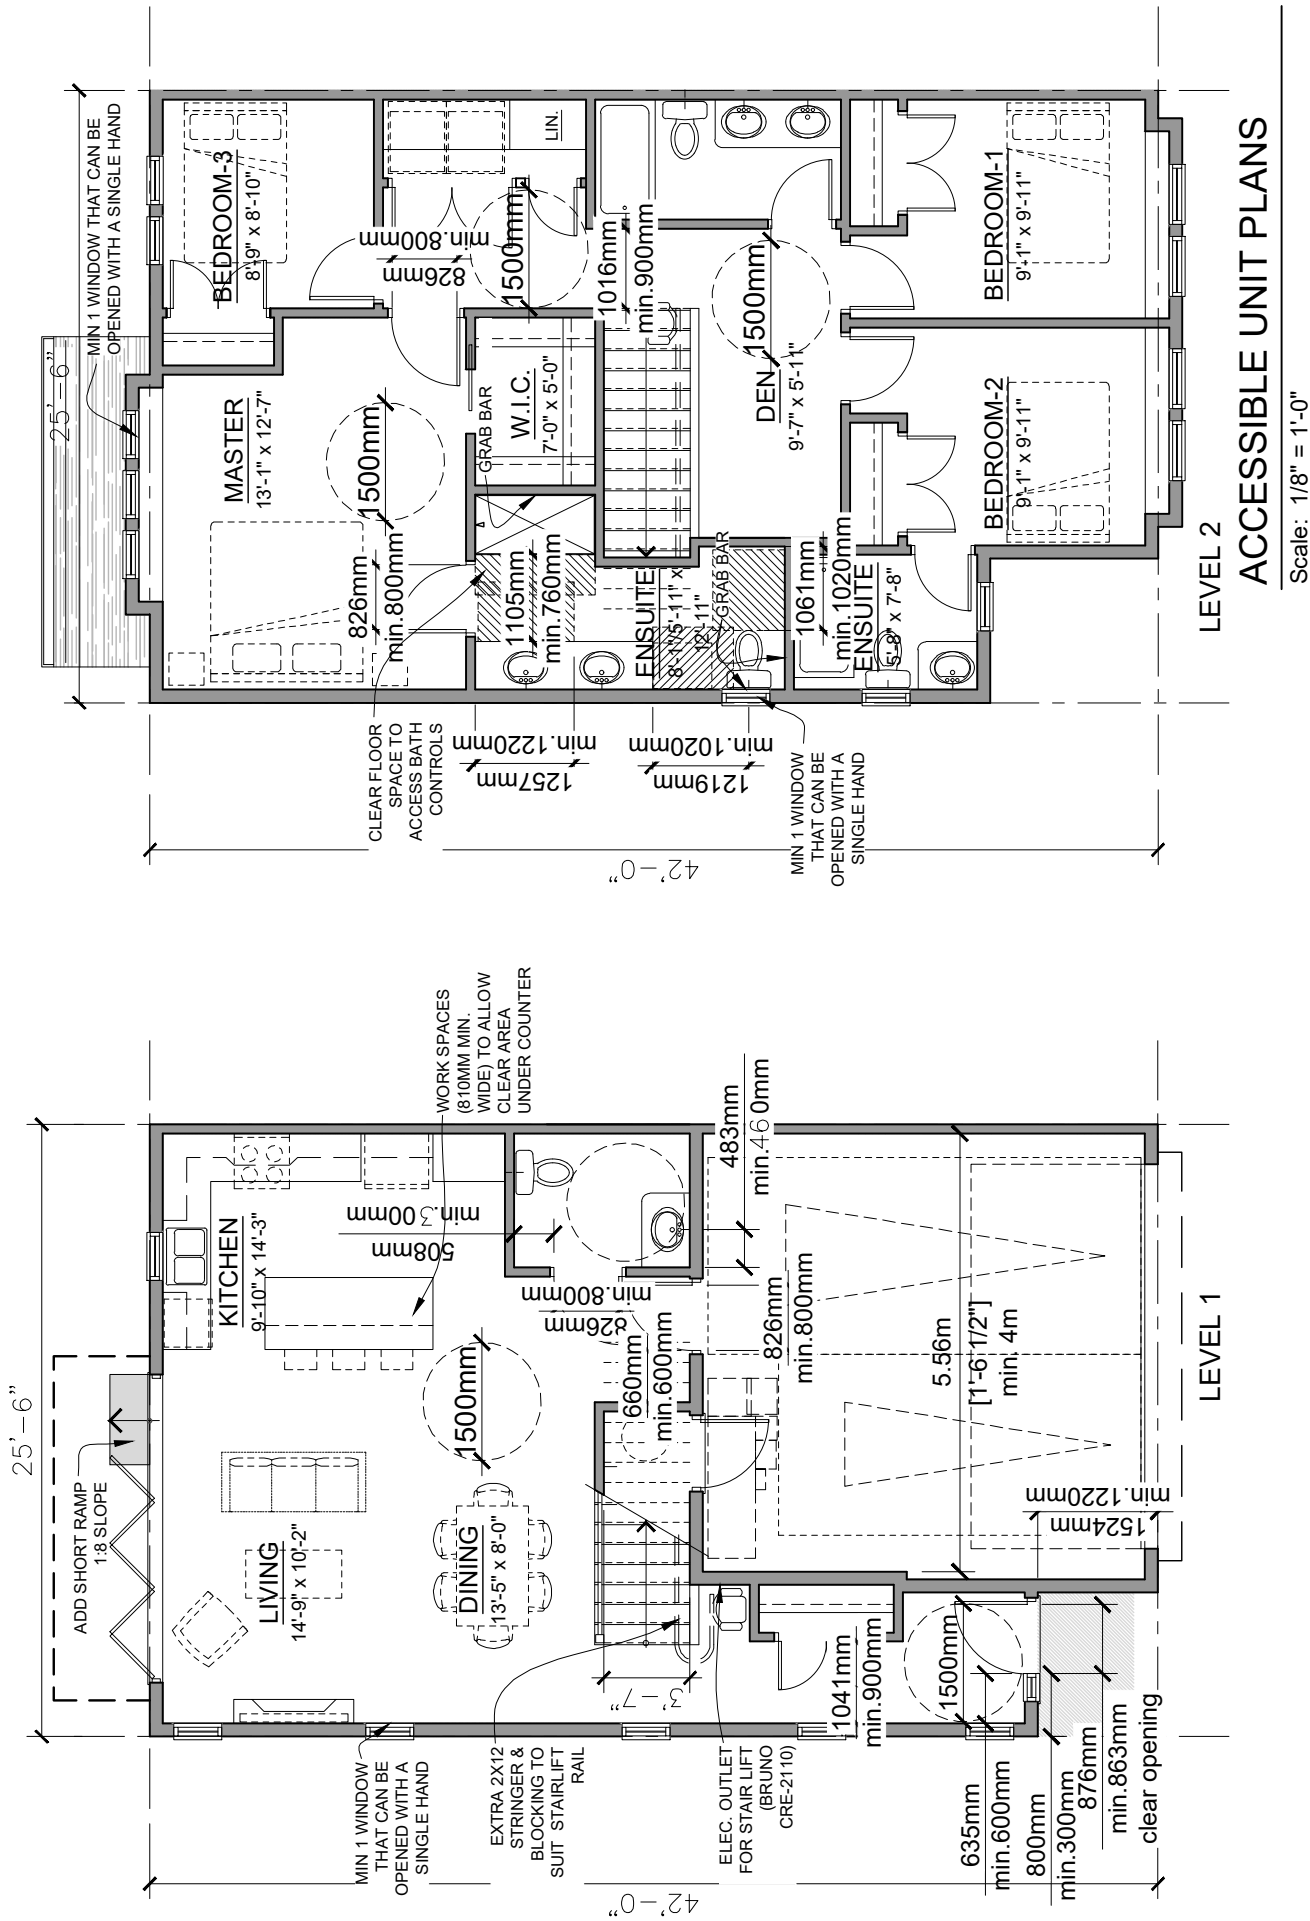 25'-6"
ADD SHORT RAMP
1:8 SLOPE
KITCHEN
9'-10" x 14'-3"
LIVING
14'-9" x 10'-2"
DINING
13'-5" x 8'-0"
1500mm
508mm
min.300mm
WORK SPACES
(810MM MIN.
WIDE) TO ALLOW
CLEAR AREA
UNDER COUNTER
826mm
min.800mm
660mm
min.600mm
483mm
min.460mm
826mm
min.800mm
5.56m
[1'-6 1/2"]
min. 4m
1524mm
min.1220mm
3'-7"
1041mm
min.900mm
1500mm
MIN 1 WINDOW
THAT CAN BE
OPENED WITH A
SINGLE HAND
EXTRA 2X12
STRINGER &
BLOCKING TO
SUIT STAIRLIFT
RAIL
ELEC. OUTLET
FOR STAIR LIFT
(BRUNO
CRE-2110)
635mm
min.600mm
800mm
min.300mm
876mm
min.863mm
clear opening
42'-0"
LEVEL 1
25'-6"
MIN 1 WINDOW THAT CAN BE
OPENED WITH A SINGLE HAND
BEDROOM-3
8'-9" x 8'-10"
MASTER
13'-1" x 12'-7"
1500mm
826mm
min.800mm
826mm
min.800mm
LIN.
1500mm
W.I.C.
7'-0" x 5'-0"
GRAB BAR
1105mm
min.760mm
1016mm
min.900mm
ENSUITE
8'-1"/5'-11" x
12'-11"
GRAB BAR
DEN
9'-7" x 5'-11"
1500mm
1061mm
min.1020mm
ENSUITE
5'-8" x 7'-8"
BEDROOM-1
9'-1" x 9'-11"
BEDROOM-2
9'-1" x 9'-11"
CLEAR FLOOR
SPACE TO
ACCESS BATH
CONTROLS
1257mm
min.1220mm
1219mm
min.1020mm
MIN 1 WINDOW
THAT CAN BE
OPENED WITH A
SINGLE HAND
42'-0"
LEVEL 2
ACCESSIBLE UNIT PLANS
Scale: 1/8" = 1'-0"